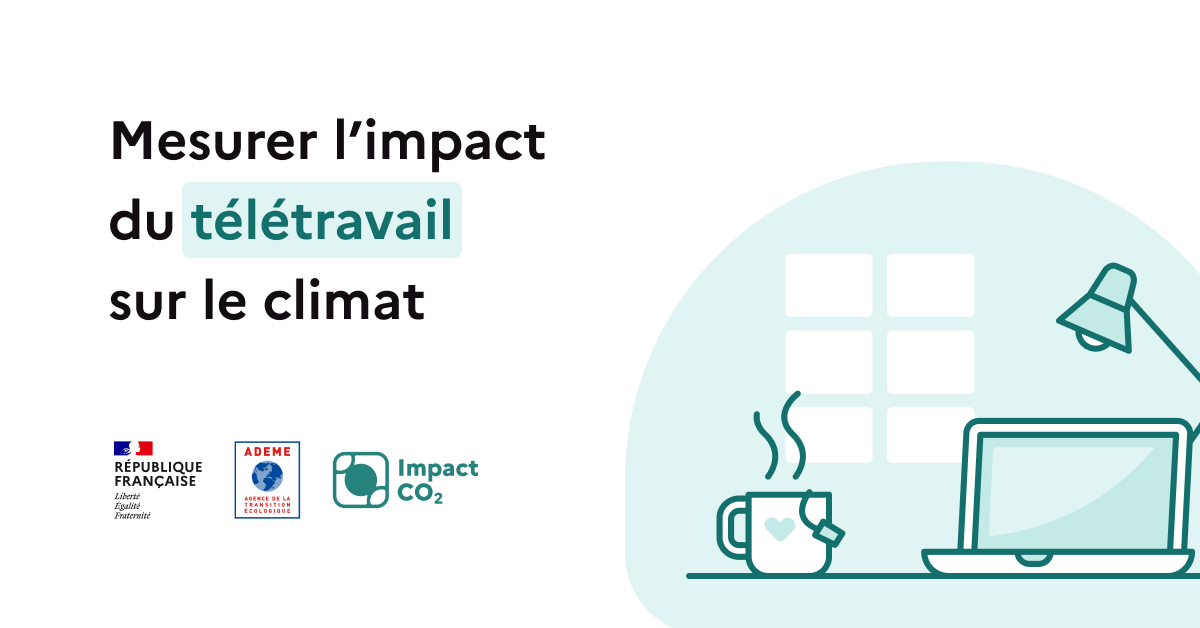 Mesurer l’impact
du télétravail
sur le climat
RÉPUBLIQUE
FRANÇAISE
Liberté
Égalité
Fraternité
ADEME
AGENCE DE LA
TRANSITION
ÉCOLOGIQUE
Impact
CO₂